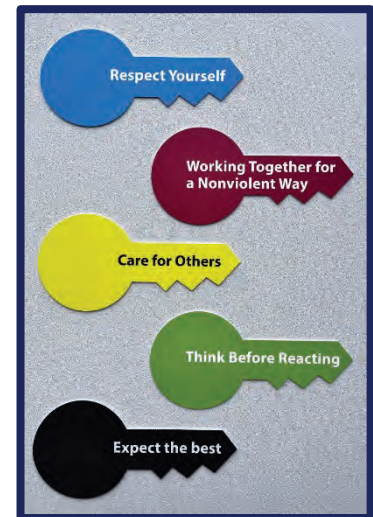 Respect Yourself
Working Together for
a Nonviolent Way
Care for Others
Think Before Reacting
Expect the best